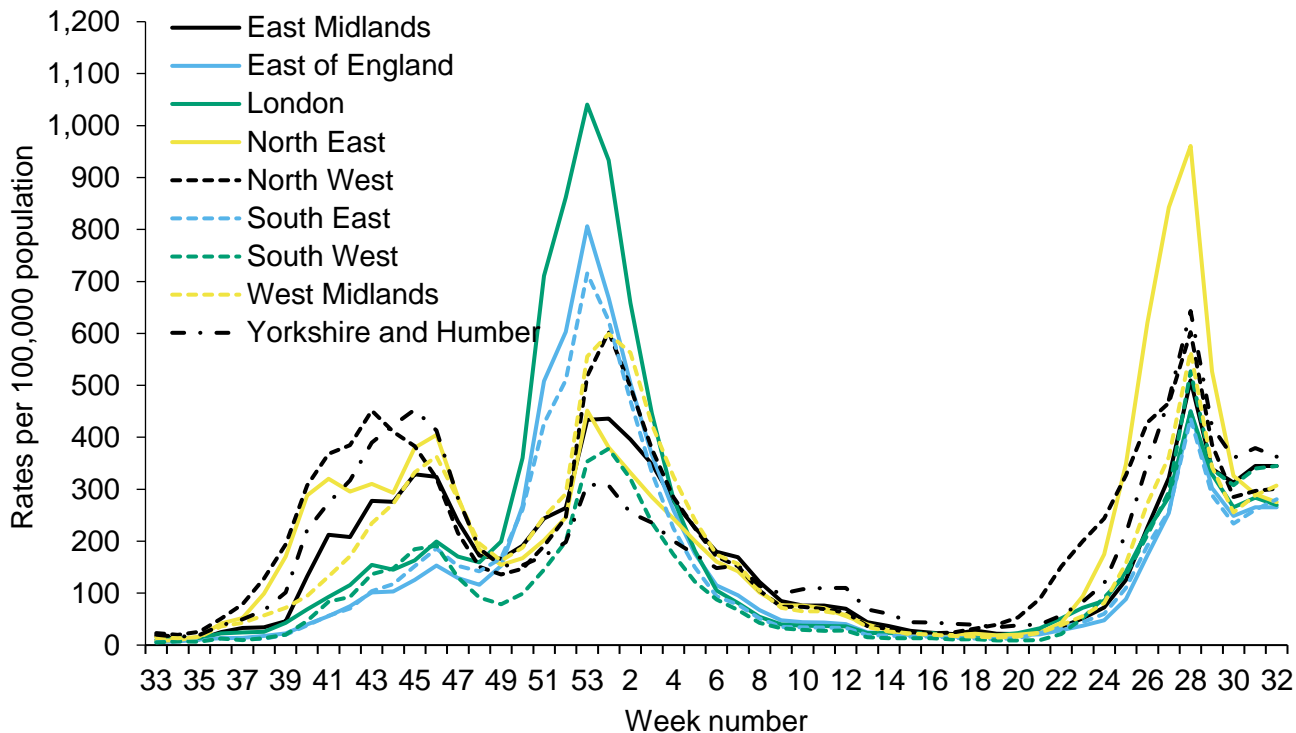 1,200
1,100
1,000
900
800
700
600
500
400
300
200
100
0
Rates per 100,000 population
East Midlands
East of England
London
North East
North West
South East
South West
West Midlands
Yorkshire and Humber
33 35 37 39 41 43 45 47 49 51 53 2 4 6 8 10 12 14 16 18 20 22 24 26 28 30 32
Week number